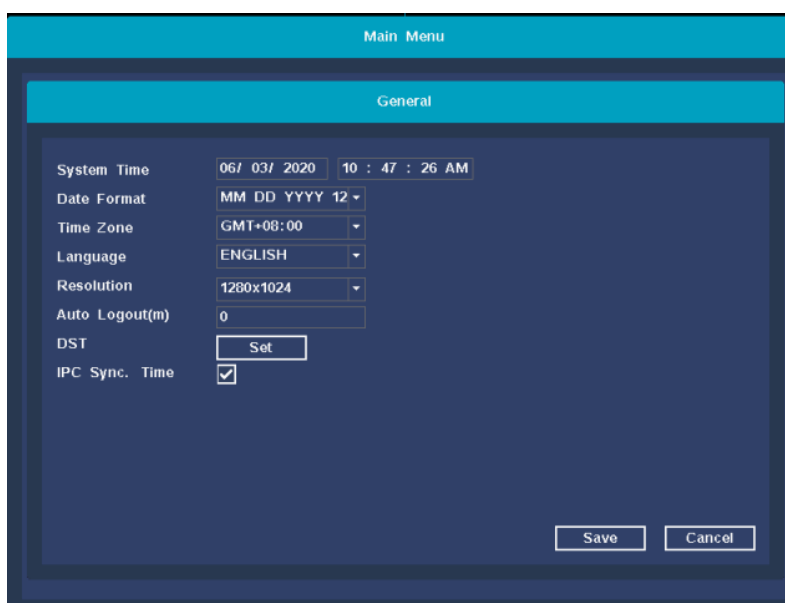 Main Menu
General
System Time 06/ 03/ 2020 10 : 47 : 26 AM
Date Format MM DD YYYY 12
Time Zone GMT+08:00
Language ENGLISH
Resolution 1280x1024
Auto Logout(m) 0
DST Set
IPC Sync. Time
Save Cancel